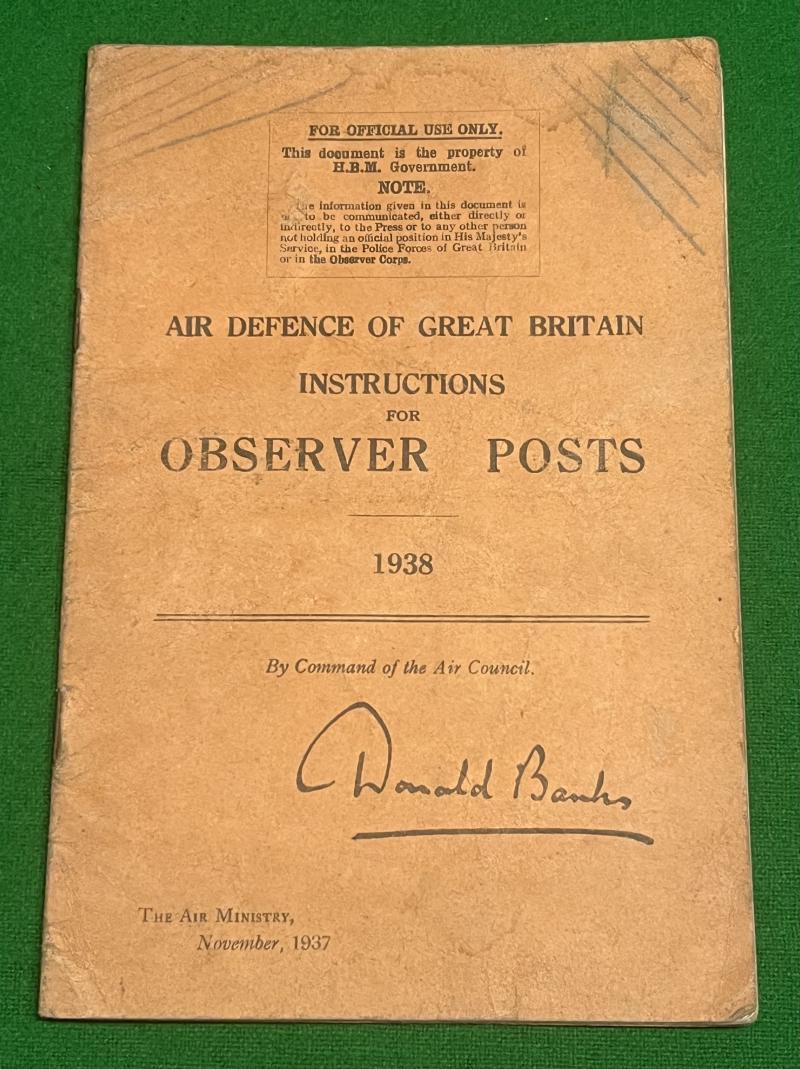 FOR OFFICIAL USE ONLY.
This document is the property of
H.B.M. Government.
NOTE.
information given in this document is
to be communicated, either directly or
indirectly, to the Press or to any other person
not holding an official position in His Majesty's
Service, in the Police Forces of Great Britain
or in the Observer Corps.
AIR DEFENCE OF GREAT BRITAIN
INSTRUCTIONS
FOR
OBSERVER POSTS
1938
By Command of the Air Council.
Donald Banks
THE AIR MINISTRY,
November, 1937